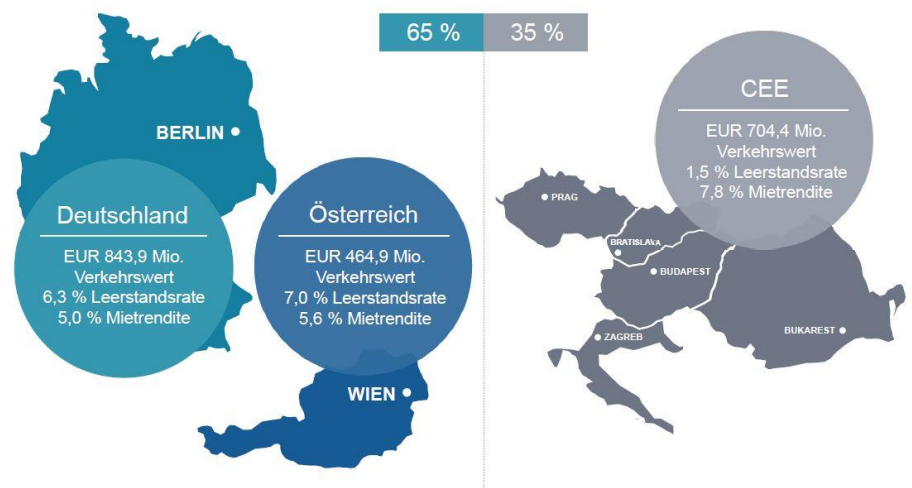 65 %
35 %
BERLIN
Deutschland
EUR 843,9 Mio.
Verkehrswert
6,3 % Leerstandsrate
5,0 % Mietrendite
Österreich
EUR 464,9 Mio.
Verkehrswert
7,0 % Leerstandsrate
5,6 % Mietrendite
WIEN
CEE
EUR 704,4 Mio.
Verkehrswert
1,5 % Leerstandsrate
7,8 % Mietrendite
PRAG
BRATISLAVA
BUDAPEST
ZAGREB
BUKAREST